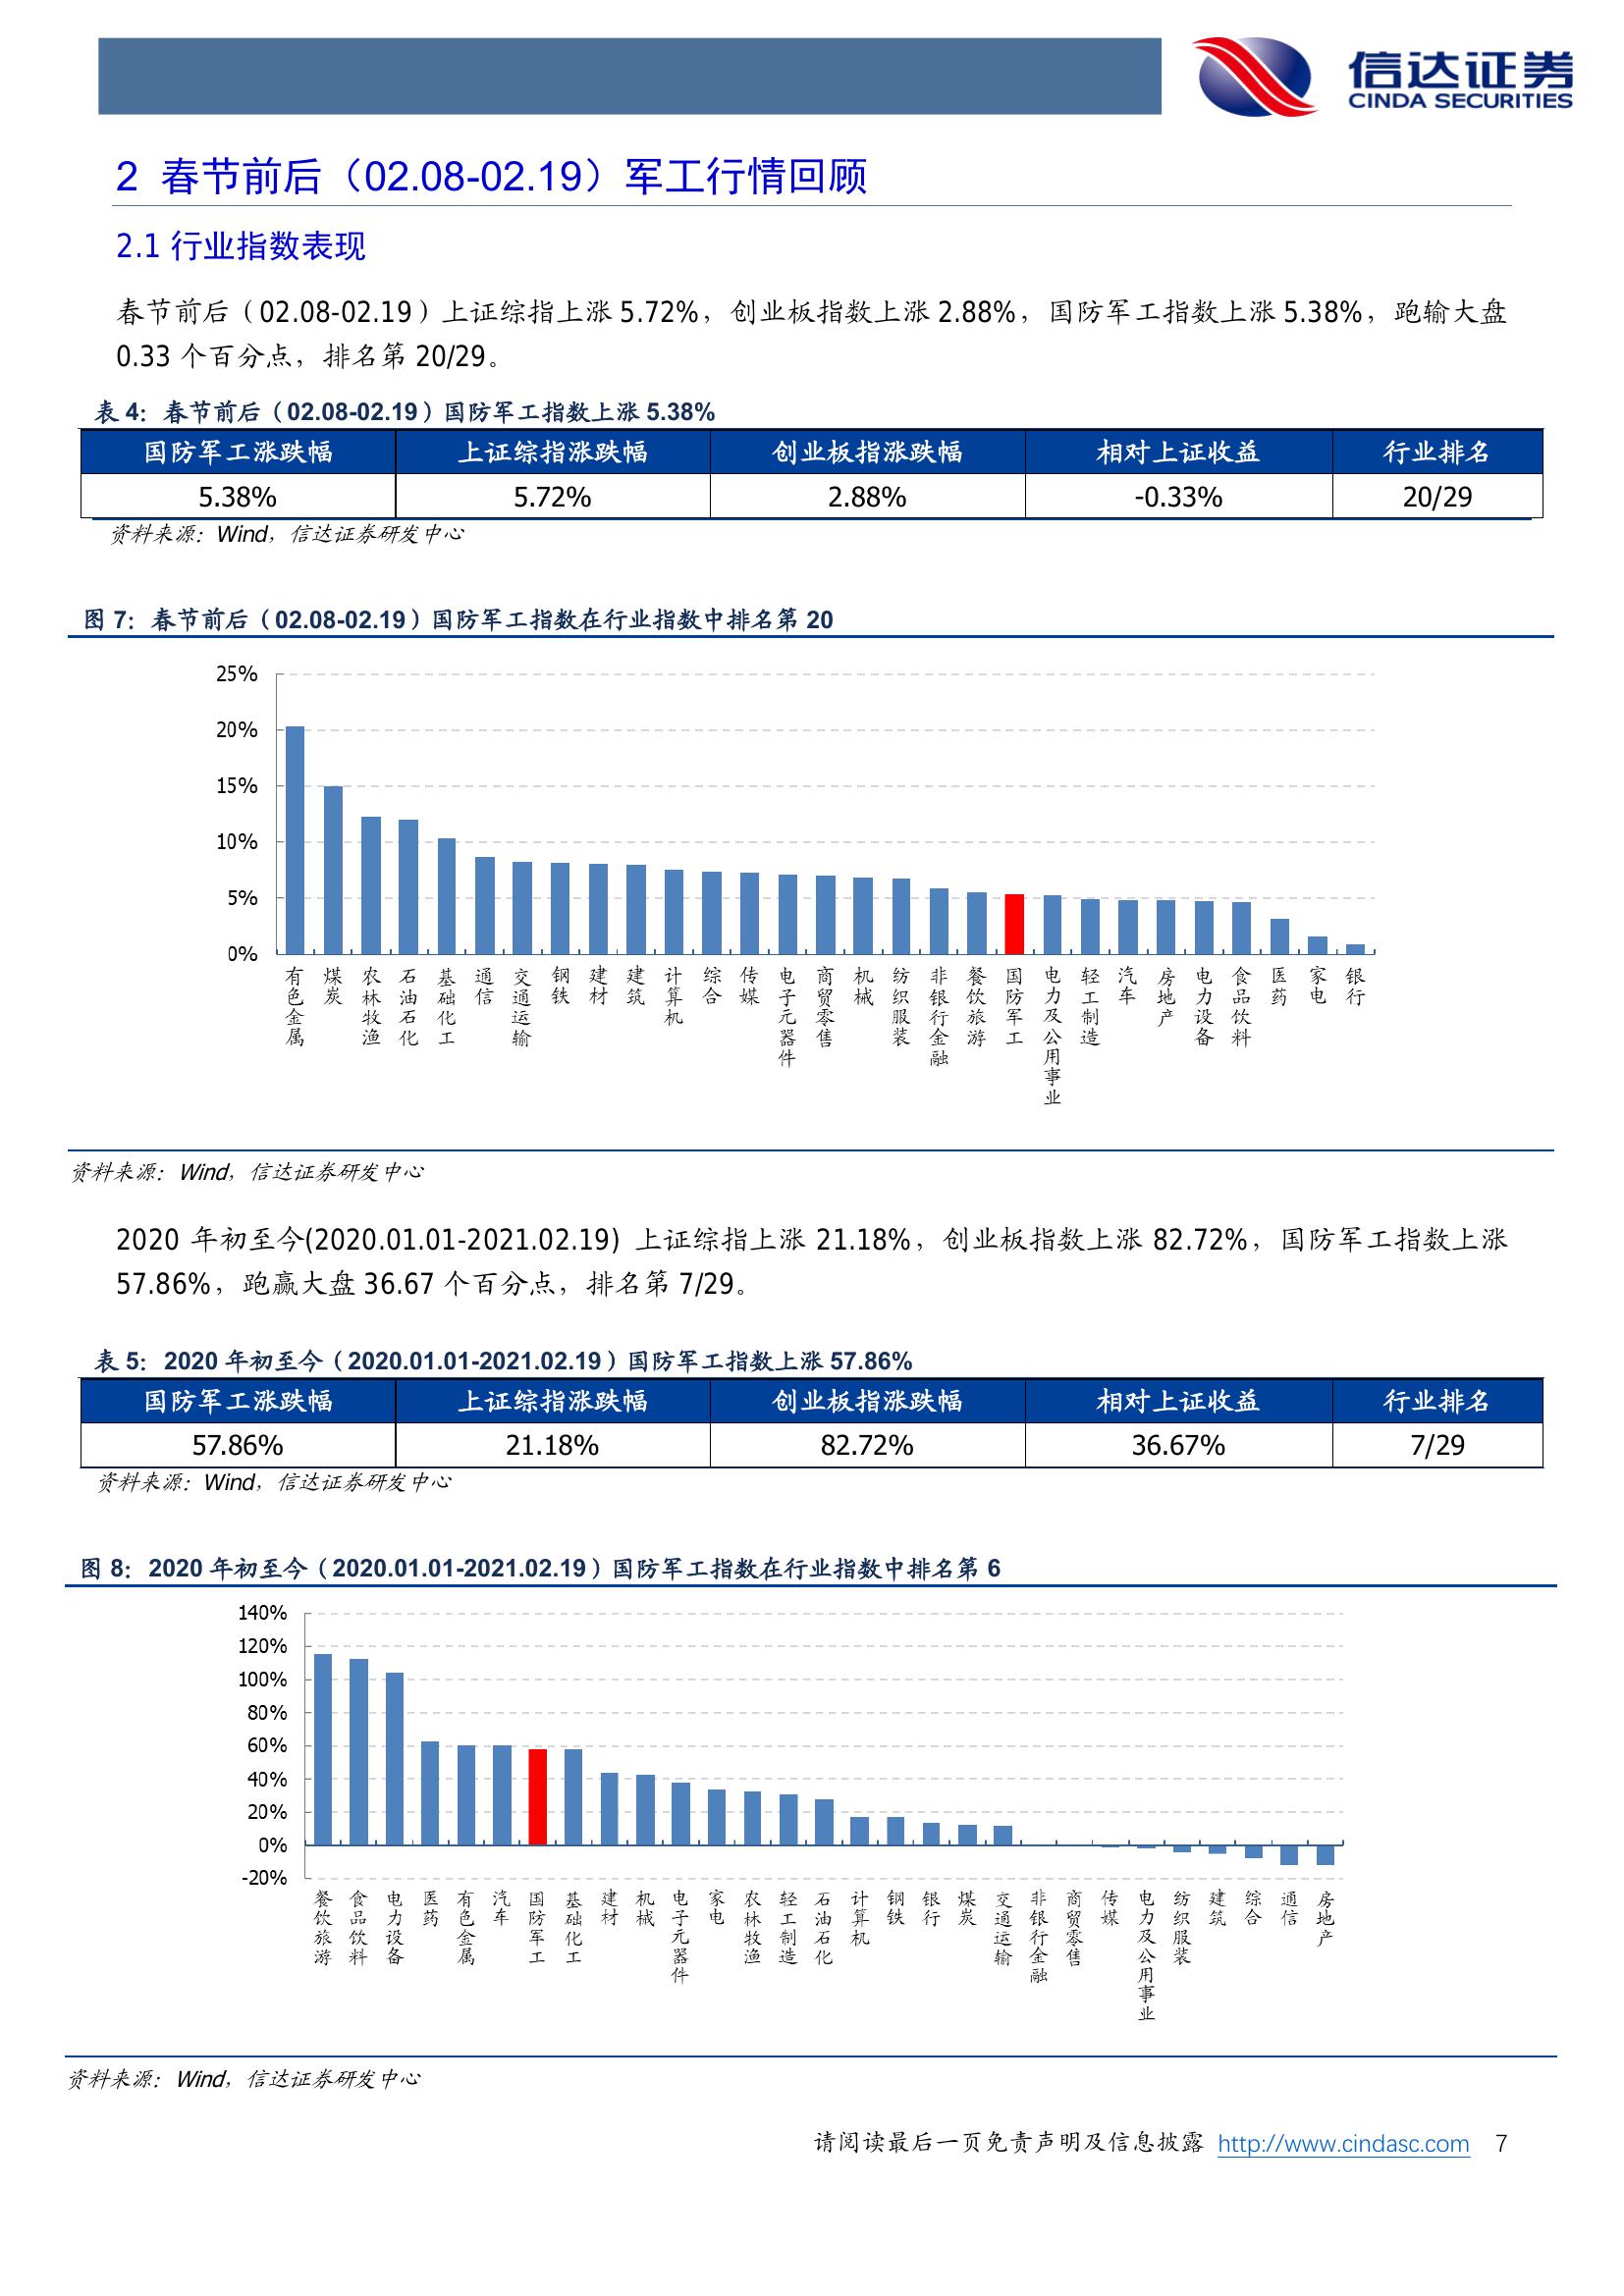 信达证券
CINDA SECURITIES
2 春节前后（02.08-02.19）军工行情回顾
2.1 行业指数表现
春节前后（02.08-02.19）上证综指上涨 5.72%，创业板指数上涨 2.88%，国防军工指数上涨 5.38%，跑输大盘
0.33 个百分点，排名第 20/29。
表 4：春节前后（02.08-02.19）国防军工指数上涨 5.38%
国防军工涨跌幅 上证综指涨跌幅 创业板指涨跌幅 相对上证收益 行业排名
5.38% 5.72% 2.88% -0.33% 20/29
资料来源：Wind，信达证券研发中心
图 7：春节前后（02.08-02.19）国防军工指数在行业指数中排名第 20
25%
20%
15%
10%
5%
0%
有色金属 煤炭 农林牧渔 石油石化 基础化工 通信 交通运输 钢铁 建材 建筑 计算机 综合 传媒 电子元器件 商贸零售 机械 纺织服装 非银行金融 餐饮旅游 国防军工 电力及公用事业 轻工制造 汽车 房地产 电力设备 食品饮料 医药 家电 银行
资料来源：Wind，信达证券研发中心
2020 年初至今(2020.01.01-2021.02.19) 上证综指上涨 21.18%，创业板指数上涨 82.72%，国防军工指数上涨
57.86%，跑赢大盘 36.67 个百分点，排名第 7/29。
表 5：2020 年初至今（2020.01.01-2021.02.19）国防军工指数上涨 57.86%
国防军工涨跌幅 上证综指涨跌幅 创业板指涨跌幅 相对上证收益 行业排名
57.86% 21.18% 82.72% 36.67% 7/29
资料来源：Wind，信达证券研发中心
图 8：2020 年初至今（2020.01.01-2021.02.19）国防军工指数在行业指数中排名第 6
140%
120%
100%
80%
60%
40%
20%
0%
-20%
餐饮旅游 食品饮料 电力设备 医药 有色金属 汽车 国防军工 基础化工 建材 机械 电子元器件 家电 农林牧渔 轻工制造 石油石化 计算机 钢铁 银行 煤炭 交通运输 非银行金融 商贸零售 传媒 电力及公用事业 纺织服装 建筑 综合 通信 房地产
资料来源：Wind，信达证券研发中心
请阅读最后一页免责声明及信息披露 http://www.cindasc.com 7